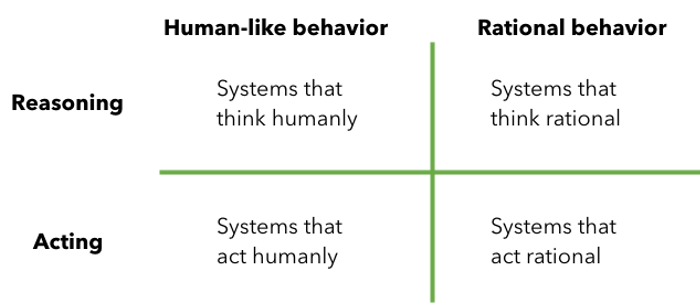 Human-like behavior
Rational behavior
Reasoning
Systems that
think humanly
Systems that
think rational
Acting
Systems that
act humanly
Systems that
act rational